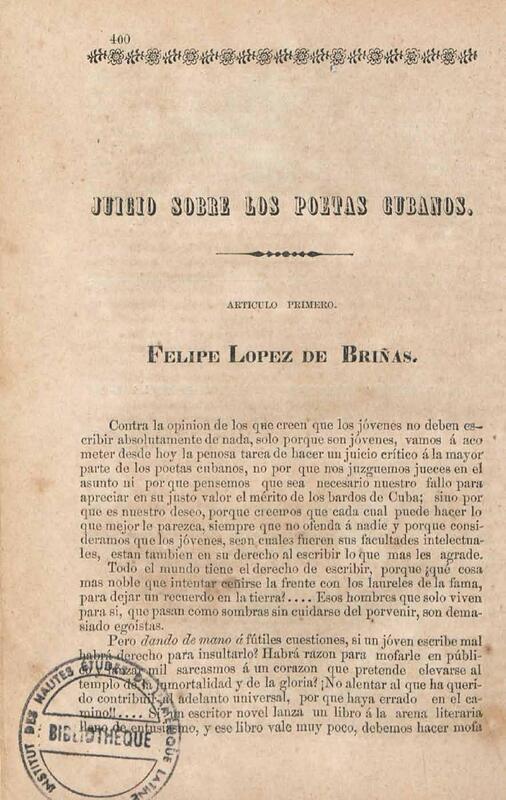 400
JUICIO SOBRE LOS POETAS CUBANOS.
ARTICULO PRIMERO.
FELIPE LOPEZ DE BRIÑAS.
Contra la opinion de los que creen que los jóvenes no deben es-
cribir absolutamente de nada, solo porque son jóvenes, vamos á aco
meter desde hoy la penosa tarea de hacer un juicio crítico á la mayor
parte de los poetas cubanos, no por que nos juzguemos jueces en el
asunto ni por que pensemos que sea necesario nuestro fallo para
apreciar en su justo valor el mérito de los bardos de Cuba; sino por
que es nuestro deseo, porque creemos que cada cual puede hacer lo
que mejor le parezca, siempre que no ofenda á nadie y porque consi-
deramos que los jóvenes, sean cuales fueren sus facultades intelectua-
les, estan tambien en su derecho al escribir lo que mas les agrade.
Todo el mundo tiene el derecho de escribir, porque ¿qué cosa
mas noble que intentar ceñirse la frente con los laureles de la fama,
para dejar un recuerdo en la tierra?.... Esos hombres que solo viven
para si, que pasan como sombras sin cuidarse del porvenir, son dema-
siado egoistas.
Pero dando de mano á fútiles cuestiones, si un jóven escribe mal
habrá derecho para insultarlo? Habrá razon para mofarle en públi-
lanzar mil sarcasmos á un corazon que pretende elevarse al
templo de la inmortalidad y de la gloria? ¡No alentar al que ha queri-
do contribuir al adelanto universal, por que haya errado en el ca-
mino!!.... Si un escritor novel lanza un libro á la arena literaria
lleno de entusiasmo, y ese libro vale muy poco, debemos hacer mofa
INSTITUT DES HAUTES ÉTUDES AMÉRIQUE LATINE
BIBLIOTHÈQUE